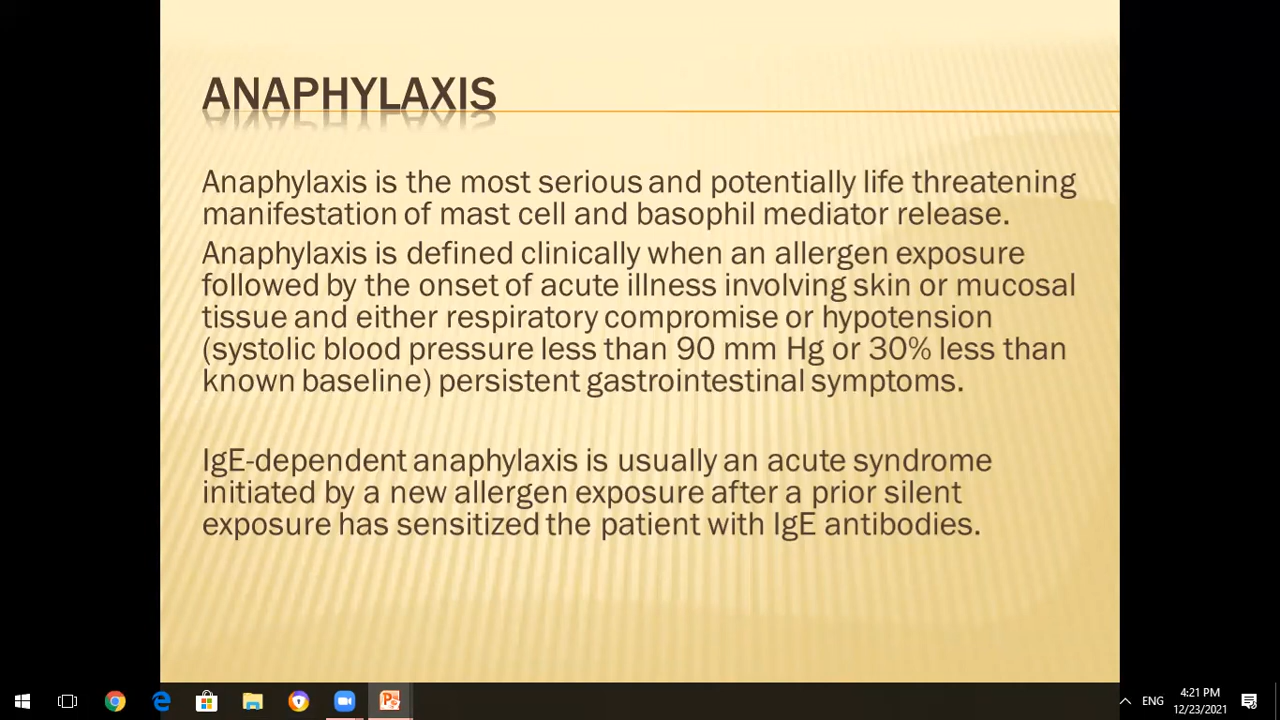 ANAPHYLAXIS
Anaphylaxis is the most serious and potentially life threatening
manifestation of mast cell and basophil mediator release.
Anaphylaxis is defined clinically when an allergen exposure
followed by the onset of acute illness involving skin or mucosal
tissue and either respiratory compromise or hypotension
(systolic blood pressure less than 90 mm Hg or 30% less than
known baseline) persistent gastrointestinal symptoms.
IgE-dependent anaphylaxis is usually an acute syndrome
initiated by a new allergen exposure after a prior silent
exposure has sensitized the patient with IgE antibodies.
ENG
4:21 PM
12/23/2021